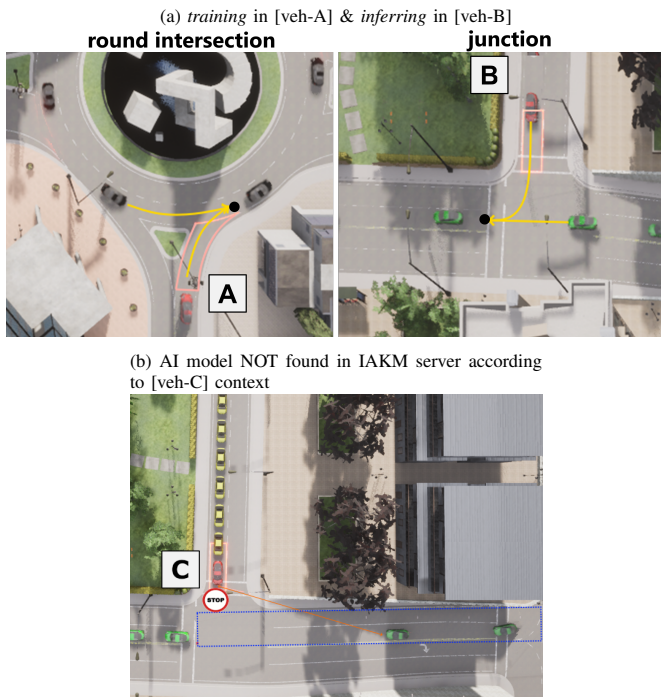 (a) training in [veh-A] & inferring in [veh-B]
round intersection
junction
A
B
(b) AI model NOT found in IAKM server according
to [veh-C] context
C
STOP